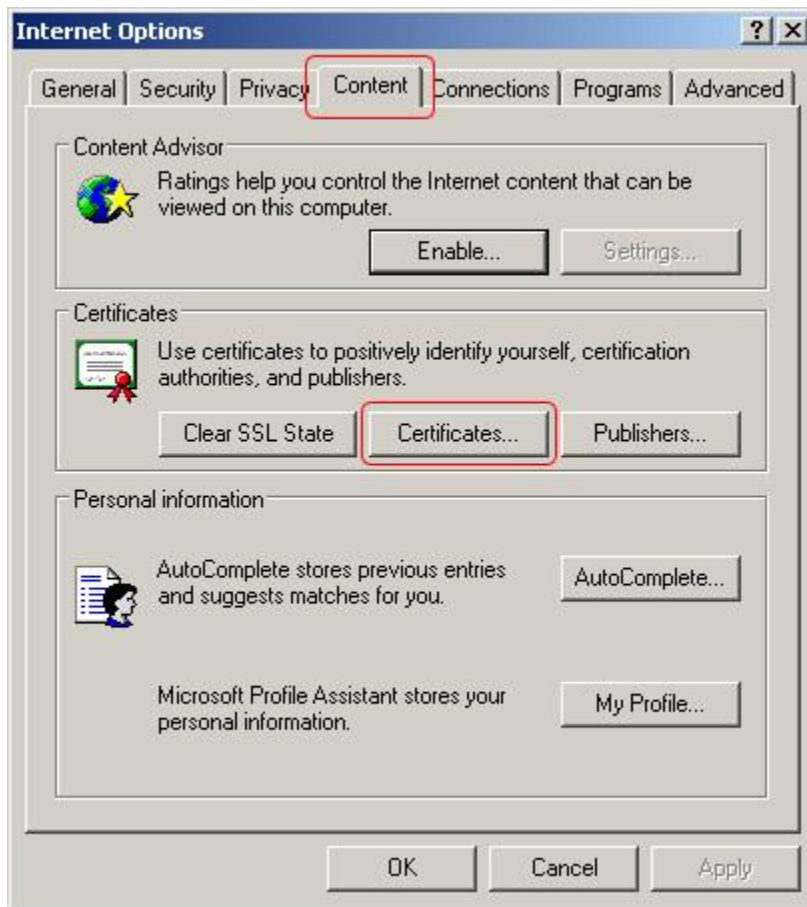 Internet Options
General Security Privacy Content Connections Programs Advanced
Content Advisor
Ratings help you control the Internet content that can be
viewed on this computer.
Enable... Settings...
Certificates
Use certificates to positively identify yourself, certification
authorities, and publishers.
Clear SSL State Certificates... Publishers...
Personal information
AutoComplete stores previous entries
and suggests matches for you.
AutoComplete...
Microsoft Profile Assistant stores your
personal information.
My Profile...
OK Cancel Apply